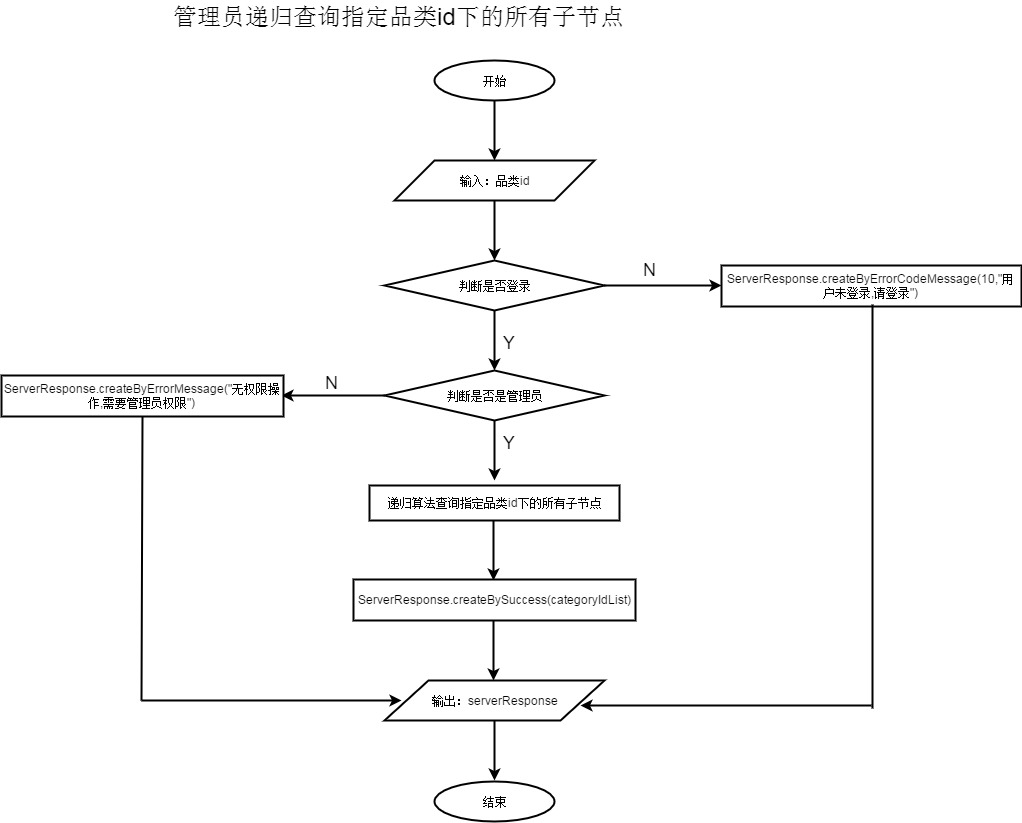 管理员递归查询指定品类id下的所有子节点
开始
输入：品类id
判断是否登录
N
ServerResponse.createByErrorCodeMessage(10,"用
户未登录,请登录")
Y
ServerResponse.createByErrorMessage("无权限操
作,需要管理员权限")
N
判断是否是管理员
Y
递归算法查询指定品类id下的所有子节点
ServerResponse.createBySuccess(categoryIdList)
输出：serverResponse
结束